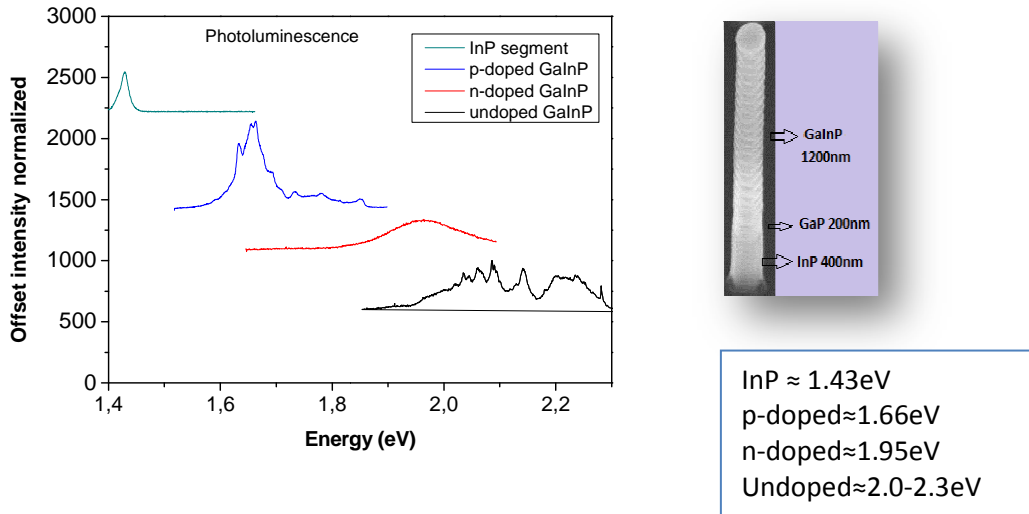 Photoluminescence
InP segment
p-doped GaInP
n-doped GaInP
undoped GaInP
3000
2500
2000
1500
1000
500
0
1,4
1,6
1,8
2,0
2,2
Offset intensity normalized
Energy (eV)
GaInP
1200nm
GaP 200nm
InP 400nm
InP ≈ 1.43eV
p-doped≈1.66eV
n-doped≈1.95eV
Undoped≈2.0-2.3eV